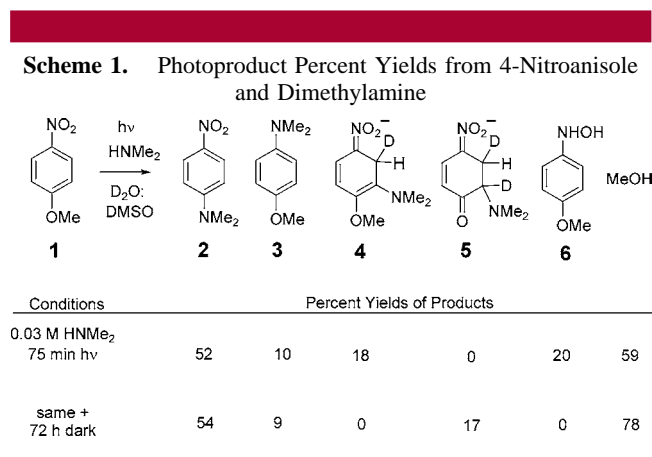 Scheme 1. Photoproduct Percent Yields from 4-Nitroanisole
and Dimethylamine
NO₂
OMe
1
hν
HNMe₂
D₂O:
DMSO
NO₂
NMe₂
2
NMe₂
OMe
3
NO₂⁻
D
H
NMe₂
OMe
4
NO₂⁻
D
H
D
NMe₂
O
5
NHOH
OMe
6
MeOH
Conditions Percent Yields of Products
0.03 M HNMe₂
75 min hν 52 10 18 0 20 59
same +
72 h dark 54 9 0 17 0 78